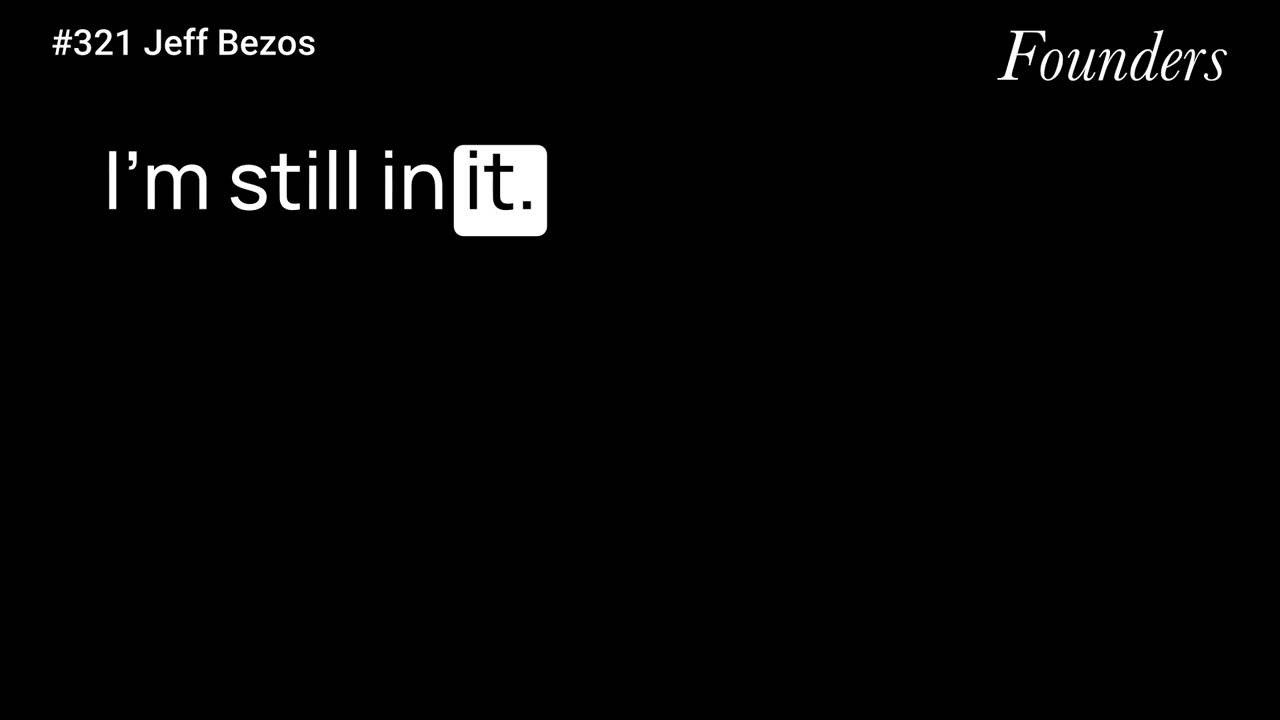 #321 Jeff Bezos
Founders
I’m still in it.